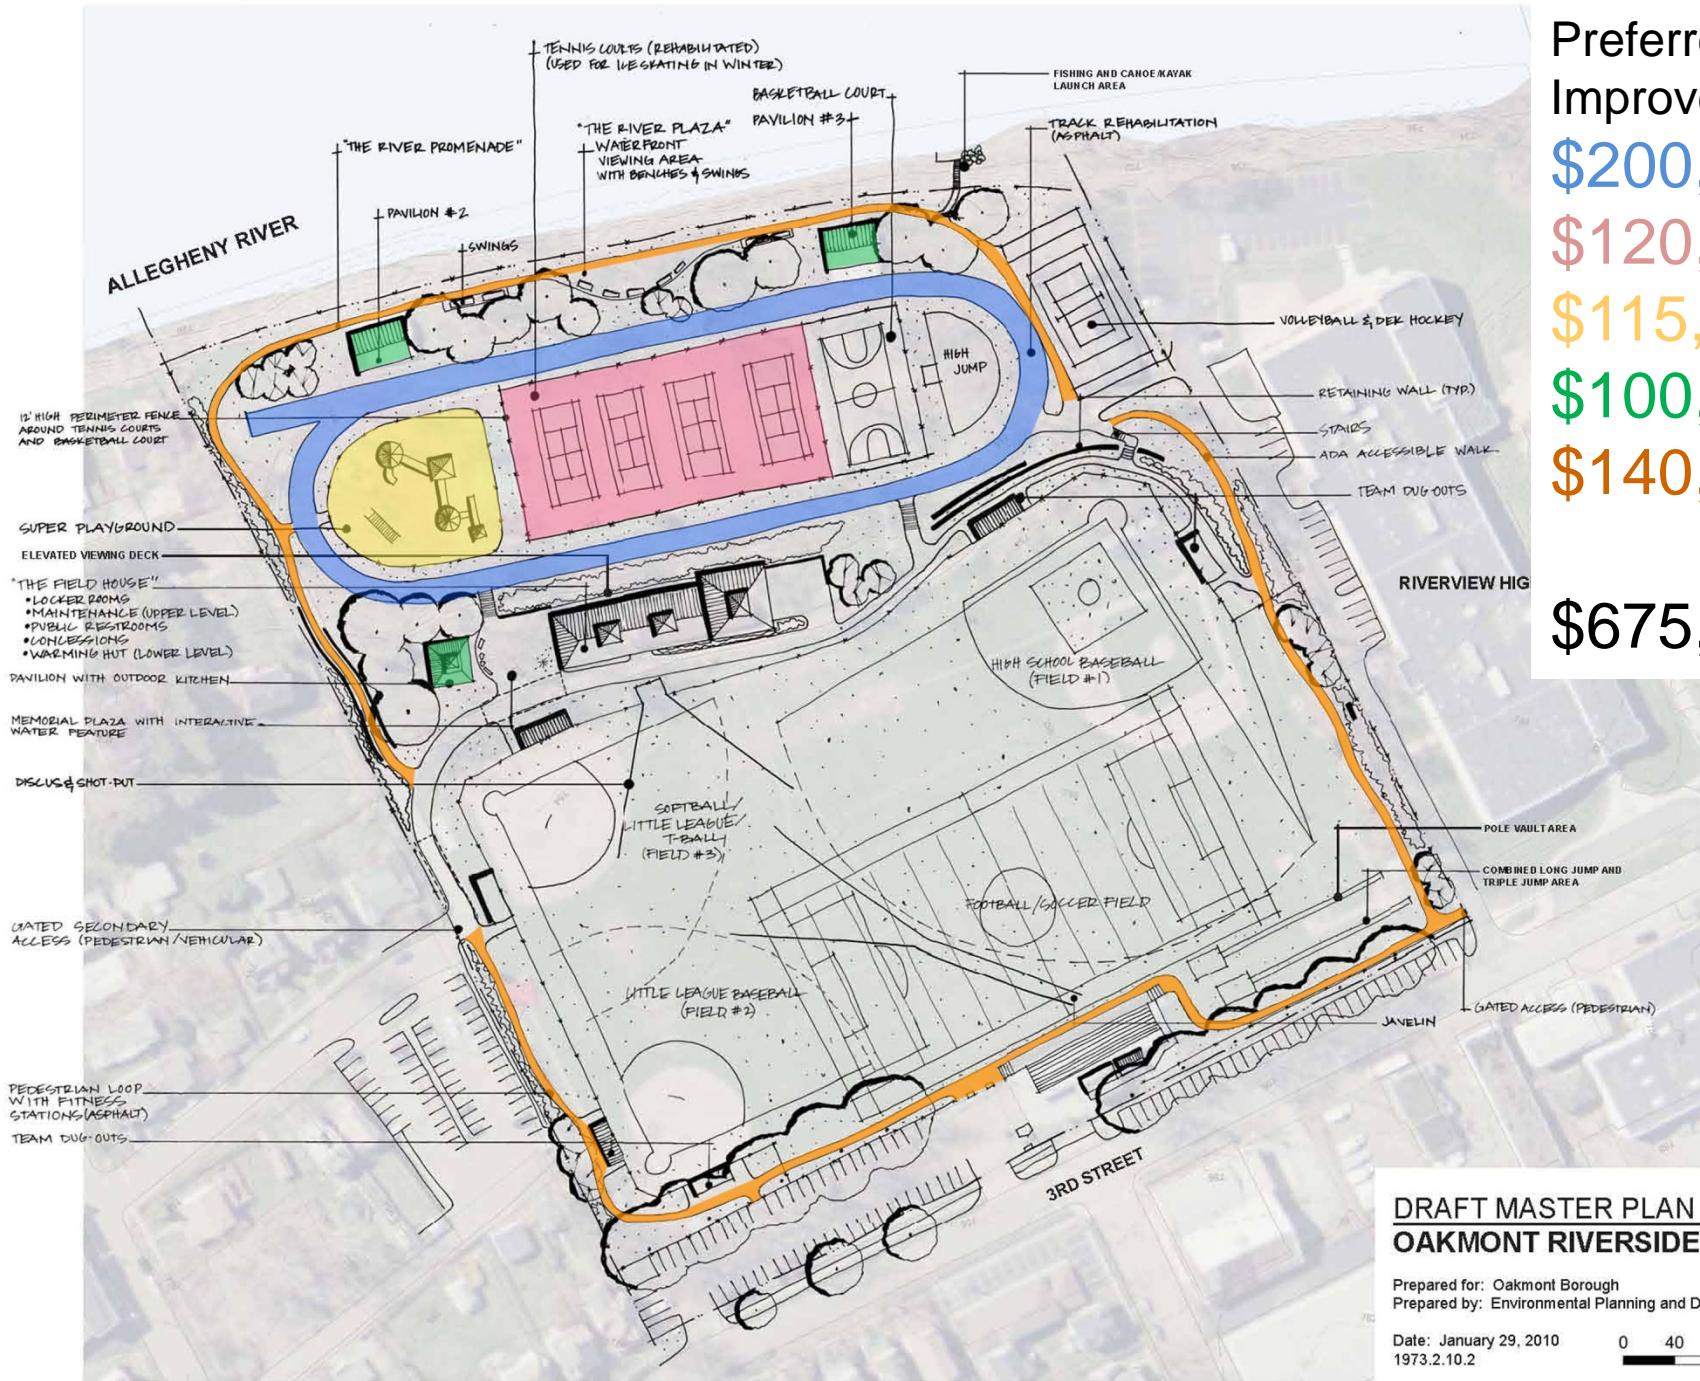 Preferr
Improve
$200,
$120,
$115,
$100,
$140,
$675,
TENNIS COURTS (REHABILITATED)
(USED FOR ICE SKATING IN WINTER)
BASKETBALL COURT
PAVILION #3
FISHING AND CANOE/KAYAK
LAUNCH AREA
TRACK REHABILITATION
(ASPHALT)
"THE RIVER PROMENADE"
"THE RIVER PLAZA"
WATERFRONT
VIEWING AREA
WITH BENCHES & SWINGS
PAVILION #2
SWINGS
ALLEGHENY RIVER
VOLLEYBALL & DEK HOCKEY
HIGH
JUMP
RETAINING WALL (TYP.)
STAIRS
ADA ACCESSIBLE WALK
TEAM DUG-OUTS
12' HIGH PERIMETER FENCE
AROUND TENNIS COURTS
AND BASKETBALL COURT
SUPER PLAYGROUND
ELEVATED VIEWING DECK
"THE FIELD HOUSE"
•LOCKER ROOMS
•MAINTENANCE (UPPER LEVEL)
•PUBLIC RESTROOMS
•CONCESSIONS
•WARMING HUT (LOWER LEVEL)
PAVILION WITH OUTDOOR KITCHEN
MEMORIAL PLAZA WITH INTERACTIVE
WATER FEATURE
DISCUS & SHOT-PUT
RIVERVIEW HIG
HIGH SCHOOL BASEBALL
(FIELD #1)
SOFTBALL/
LITTLE LEAGUE/
T-BALL
(FIELD #3)
POLE VAULT AREA
COMBINED LONG JUMP AND
TRIPLE JUMP AREA
FOOTBALL/SOCCER FIELD
GATED SECONDARY
ACCESS (PEDESTRIAN/VEHICULAR)
LITTLE LEAGUE BASEBALL
(FIELD #2)
GATED ACCESS (PEDESTRIAN)
JAVELIN
PEDESTRIAN LOOP
WITH FITNESS
STATIONS (ASPHALT)
TEAM DUG-OUTS
3RD STREET
DRAFT MASTER PLAN
OAKMONT RIVERSIDE
Prepared for: Oakmont Borough
Prepared by: Environmental Planning and D
Date: January 29, 2010
1973.2.10.2
0 40